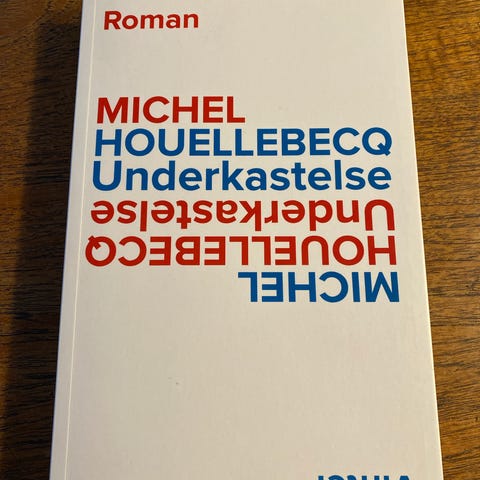 Roman
MICHEL
HOUELLEBECQ
Underkastelse
Underkastelse
HOUELLEBECQ
MICHEL